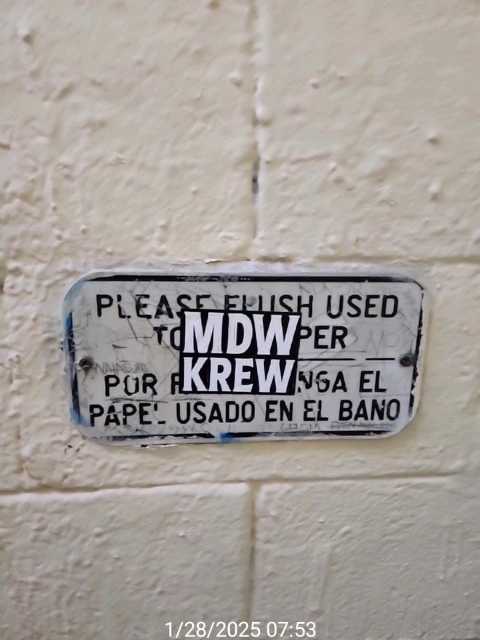 PLEASE FLUSH USED
TO PER
MDW
KREW
POR NGA EL
PAPEL USADO EN EL BANO
1/28/2025 07:53